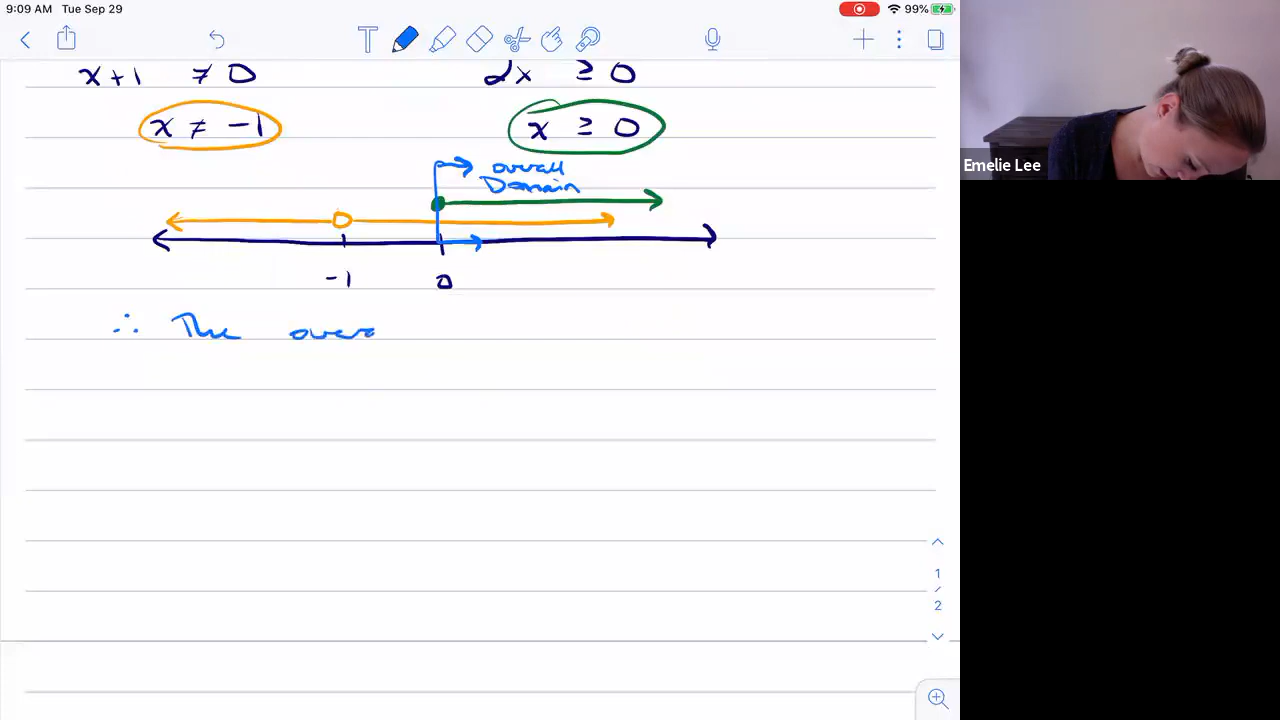 9:09 AM Tue Sep 29
99%
T
x+1 ≠ 0
2x ≥ 0
x ≠ -1
x ≥ 0
overall
Domain
Emelie Lee
-1
0
∴ The overa
1
/
2